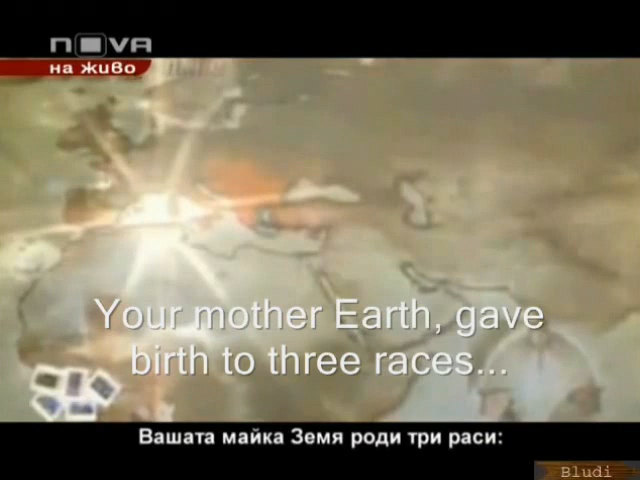 NOVA
на живо
Your mother Earth, gave
birth to three races...
Вашата майка Земя роди три раси:
Bludi